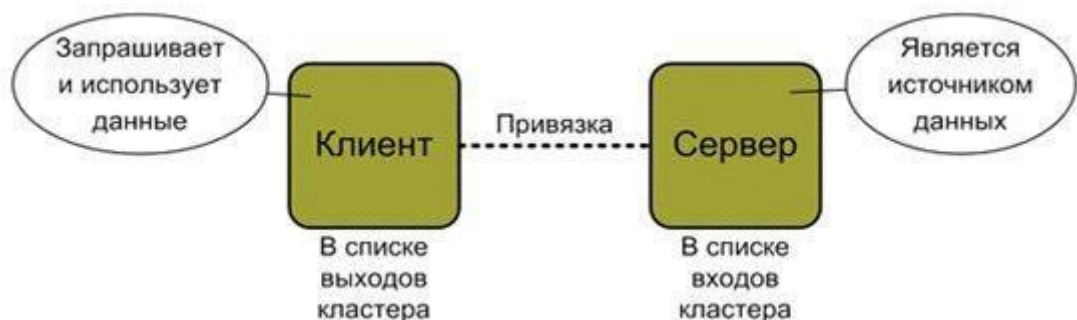 Запрашивает
и использует
данные
Клиент
В списке
выходов
кластера
Привязка
Сервер
В списке
входов
кластера
Является
источником
данных